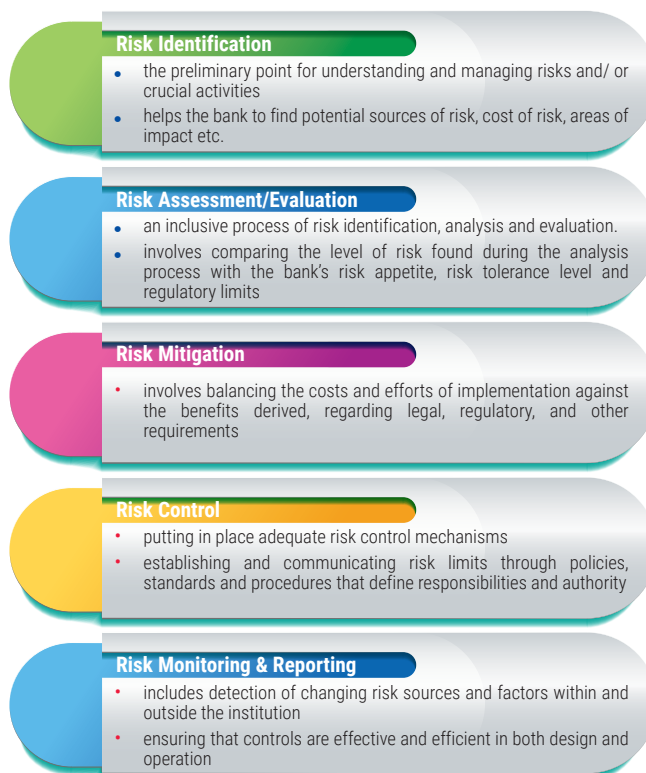 Risk Identification
• the preliminary point for understanding and managing risks and/ or
crucial activities
• helps the bank to find potential sources of risk, cost of risk, areas of
impact etc.
Risk Assessment/Evaluation
• an inclusive process of risk identification, analysis and evaluation.
• involves comparing the level of risk found during the analysis
process with the bank's risk appetite, risk tolerance level and
regulatory limits
Risk Mitigation
• involves balancing the costs and efforts of implementation against
the benefits derived, regarding legal, regulatory, and other
requirements
Risk Control
• putting in place adequate risk control mechanisms
• establishing and communicating risk limits through policies,
standards and procedures that define responsibilities and authority
Risk Monitoring & Reporting
• includes detection of changing risk sources and factors within and
outside the institution
• ensuring that controls are effective and efficient in both design and
operation